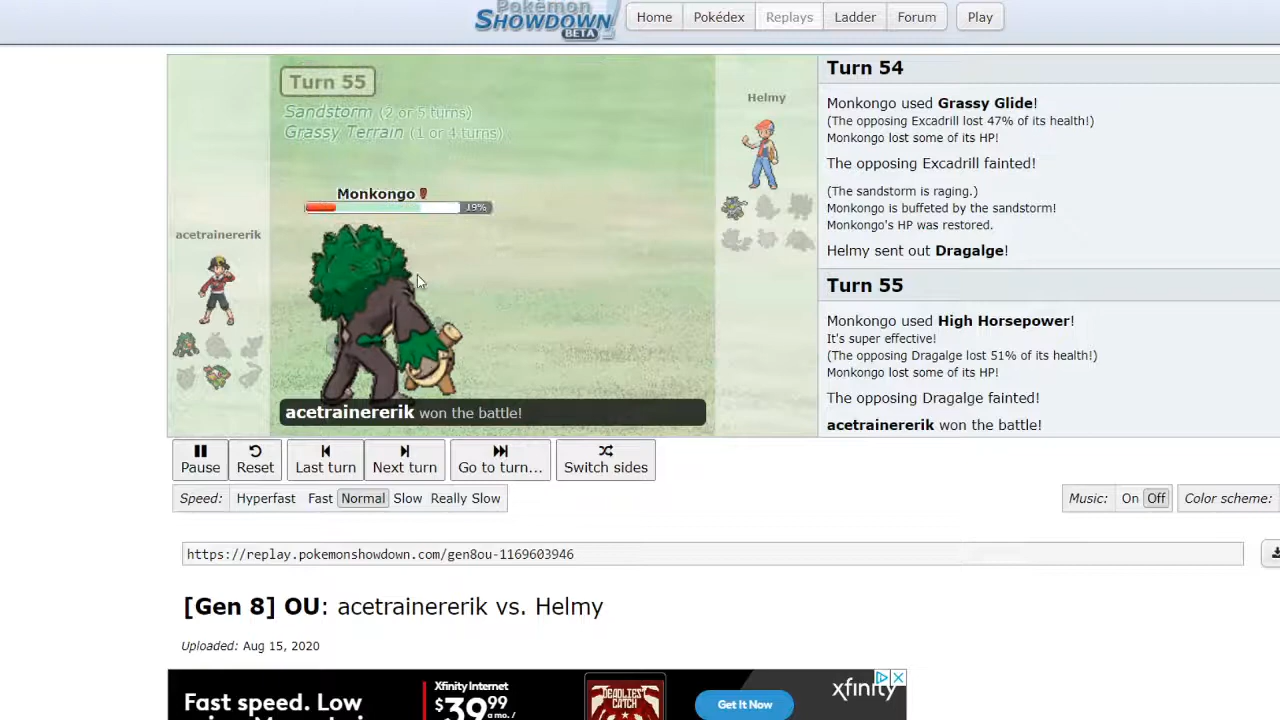 Pokémon
SHOWDOWN
BETA
Home
Pokédex
Replays
Ladder
Forum
Play
Turn 55
Sandstorm (2 or 5 turns)
Grassy Terrain (1 or 4 turns)
Monkongo
19%
acetrainererik
Helmy
acetrainererik won the battle!
Turn 54
Monkongo used Grassy Glide!
(The opposing Excadrill lost 47% of its health!)
Monkongo lost some of its HP!
The opposing Excadrill fainted!
(The sandstorm is raging.)
Monkongo is buffeted by the sandstorm!
Monkongo's HP was restored.
Helmy sent out Dragalge!
Turn 55
Monkongo used High Horsepower!
It's super effective!
(The opposing Dragalge lost 51% of its health!)
Monkongo lost some of its HP!
The opposing Dragalge fainted!
acetrainererik won the battle!
Pause
Reset
Last turn
Next turn
Go to turn...
Switch sides
Speed: Hyperfast Fast Normal Slow Really Slow
Music: On Off
Color scheme:
https://replay.pokemonshowdown.com/gen8ou-1169603946
[Gen 8] OU: acetrainererik vs. Helmy
Uploaded: Aug 15, 2020
Fast speed. Low
Xfinity Internet
$39.99
a mo./
DEADLIEST
CATCH
Get It Now
xfinity